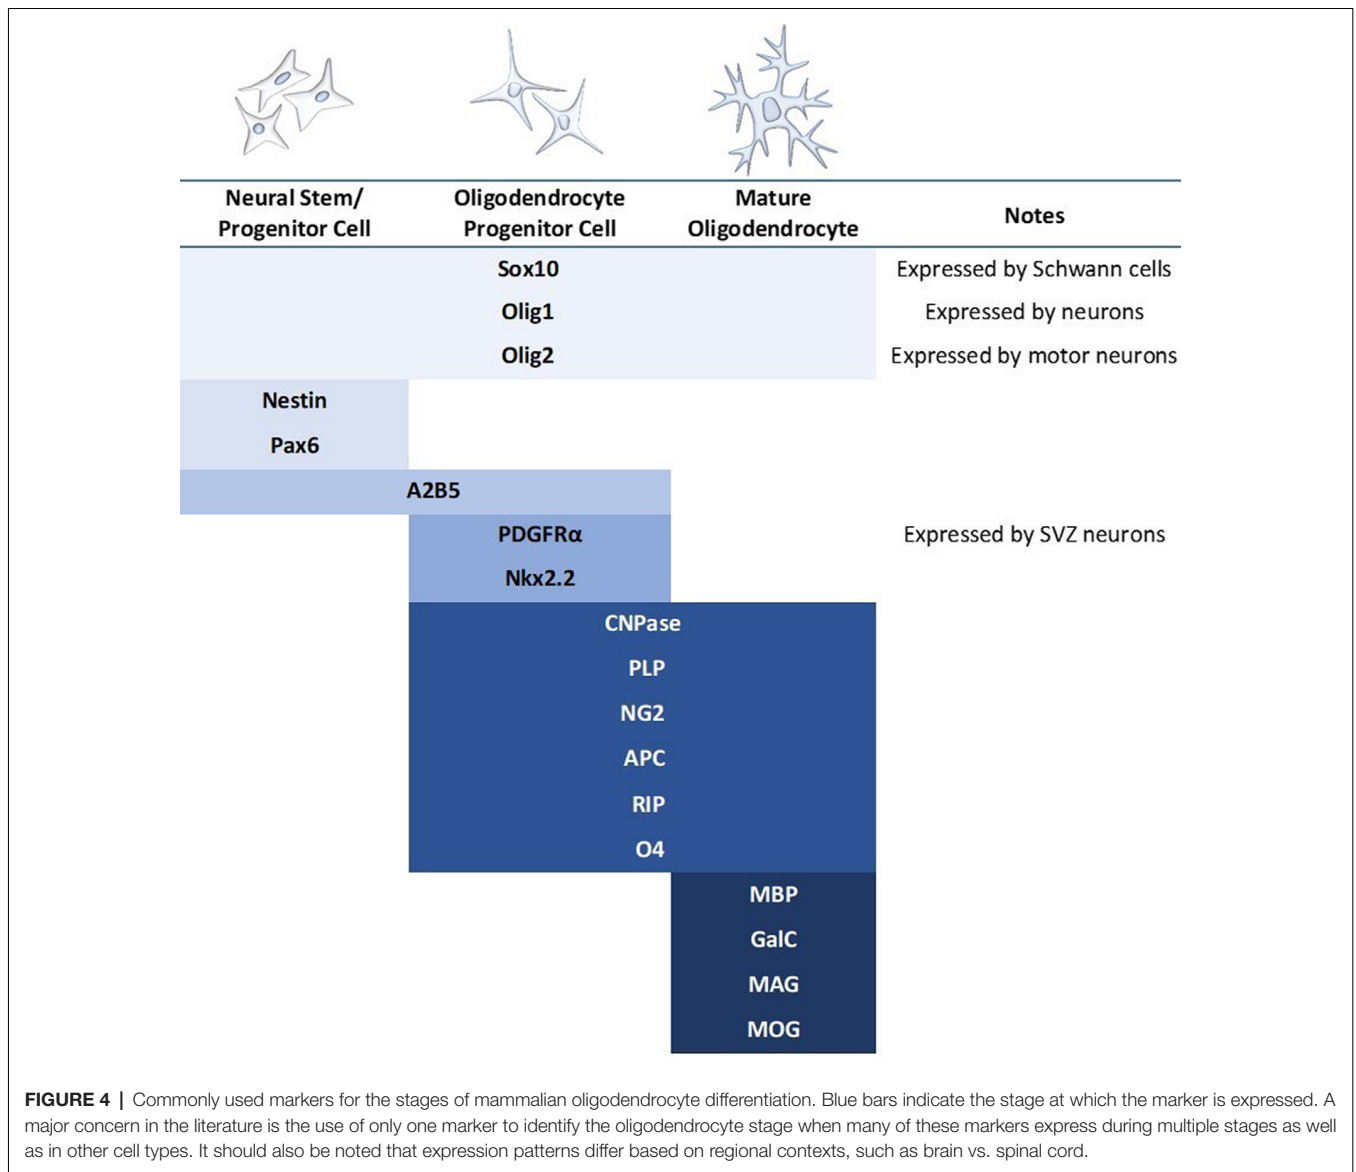 Neural Stem/
Progenitor Cell
Oligodendrocyte
Progenitor Cell
Mature
Oligodendrocyte
Notes
Sox10
Expressed by Schwann cells
Olig1
Expressed by neurons
Olig2
Expressed by motor neurons
Nestin
Pax6
A2B5
PDGFRα
Expressed by SVZ neurons
Nkx2.2
CNPase
PLP
NG2
APC
RIP
O4
MBP
GalC
MAG
MOG
FIGURE 4 | Commonly used markers for the stages of mammalian oligodendrocyte differentiation. Blue bars indicate the stage at which the marker is expressed. A
major concern in the literature is the use of only one marker to identify the oligodendrocyte stage when many of these markers express during multiple stages as well
as in other cell types. It should also be noted that expression patterns differ based on regional contexts, such as brain vs. spinal cord.